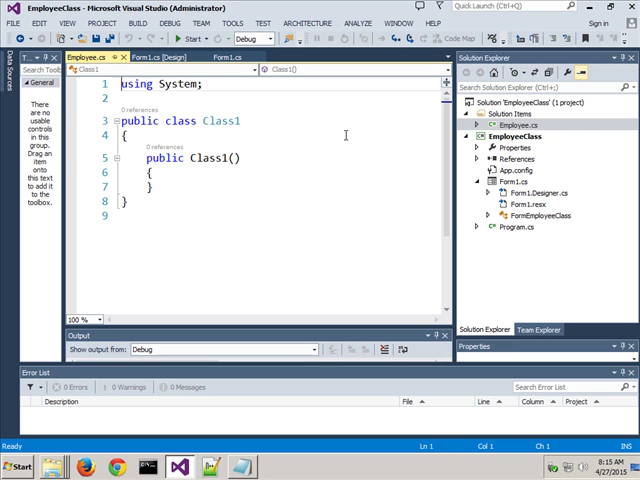 EmployeeClass - Microsoft Visual Studio (Administrator)
Quick Launch (Ctrl+Q)
FILE EDIT VIEW PROJECT BUILD DEBUG TEAM TOOLS TEST ARCHITECTURE ANALYZE WINDOW HELP
Sign in
Start Debug Code Map
Data Sources
T...
Search Toolbo
General
There are no usable controls in this group. Drag an item onto this text to add it to the toolbox.
Employee.cs Form1.cs [Design] Form1.cs
Class1 Class1()
1 using System;
2
0 references
3 public class Class1
4 {
0 references
5 public Class1()
6 {
7 }
8 }
9
100 %
Output
Show output from: Debug
Solution Explorer
Search Solution Explorer (Ctrl+;)
Solution 'EmployeeClass' (1 project)
Solution Items
Employee.cs
EmployeeClass
Properties
References
App.config
Form1.cs
Form1.Designer.cs
Form1.resx
FormEmployeeClass
Program.cs
Solution Explorer Team Explorer
Properties
Error List
0 Errors 0 Warnings 0 Messages
Search Error List
Description File Line Column Project
Ready Ln 1 Col 1 Ch 1 INS
Start
8:15 AM
4/27/2015